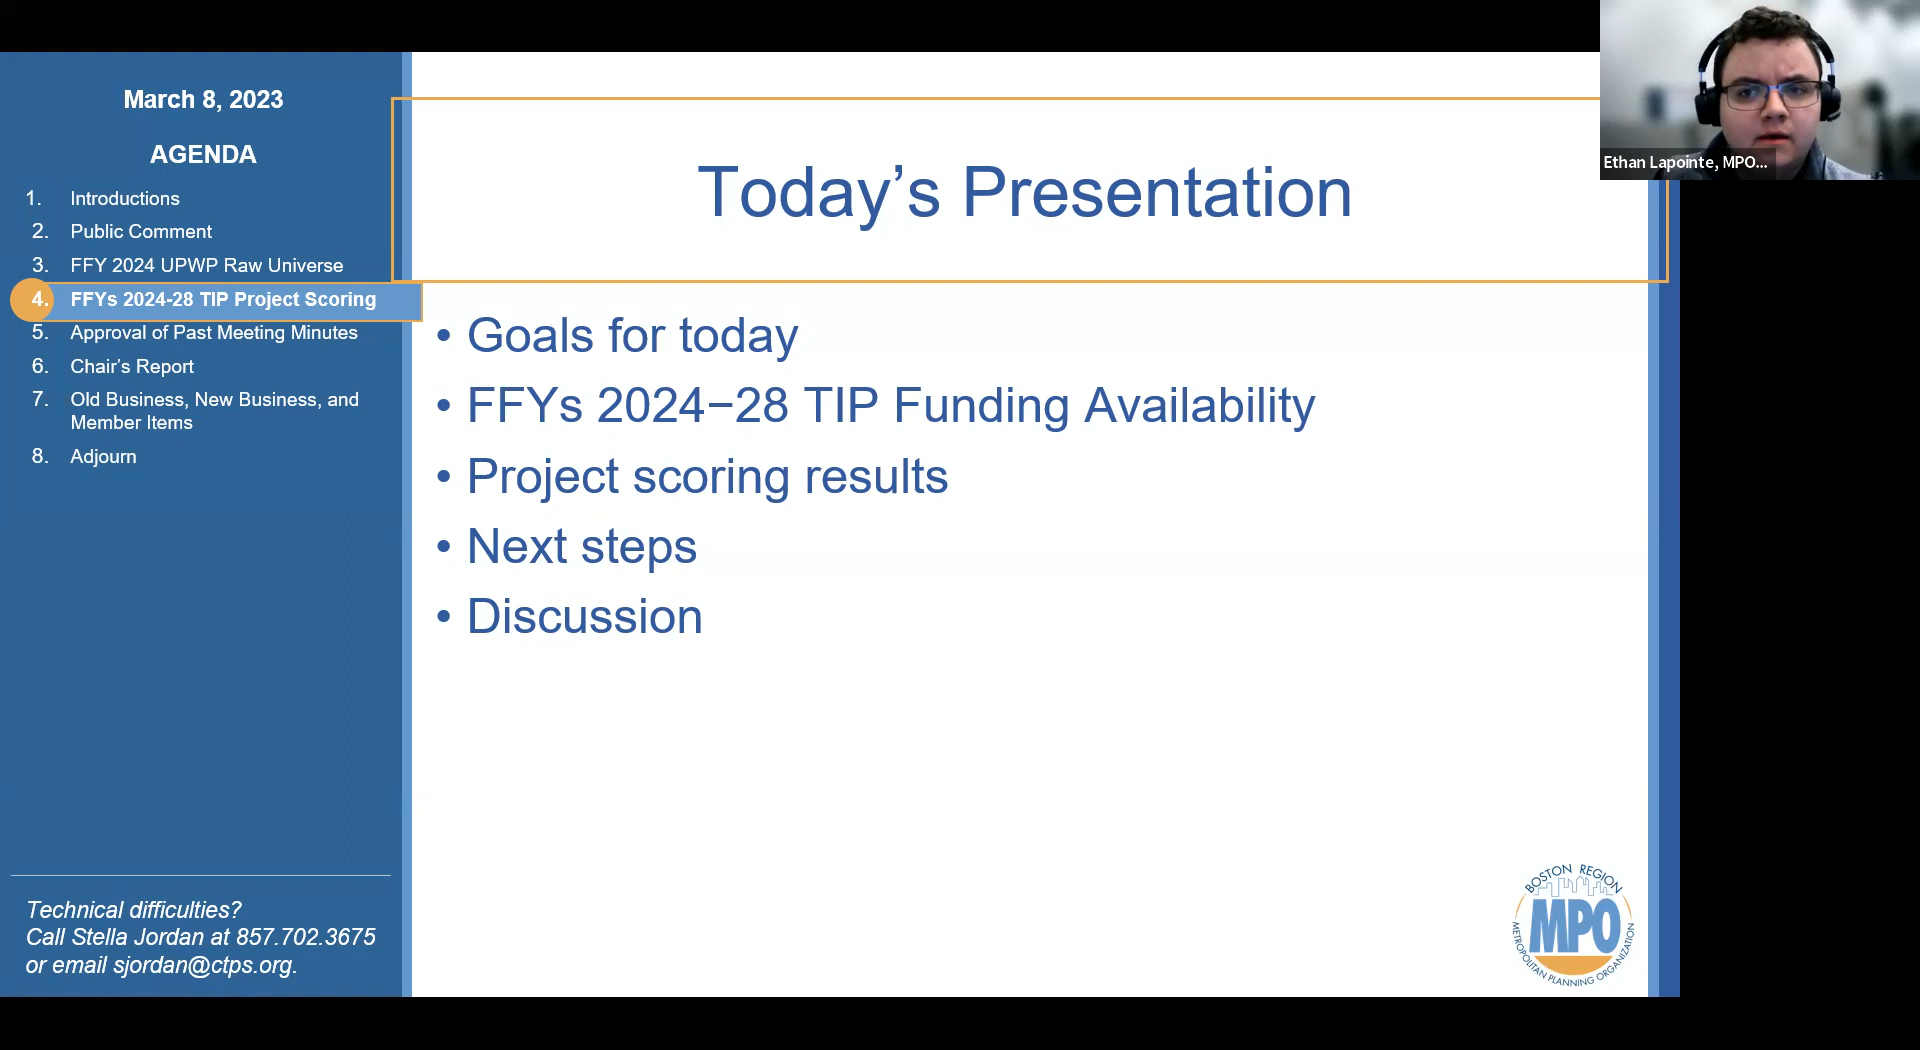 March 8, 2023
AGENDA
1. Introductions
2. Public Comment
3. FFY 2024 UPWP Raw Universe
4. FFYs 2024-28 TIP Project Scoring
5. Approval of Past Meeting Minutes
6. Chair's Report
7. Old Business, New Business, and
Member Items
8. Adjourn
Technical difficulties?
Call Stella Jordan at 857.702.3675
or email sjordan@ctps.org.
Today’s Presentation
• Goals for today
• FFYs 2024−28 TIP Funding Availability
• Project scoring results
• Next steps
• Discussion
Ethan Lapointe, MPO...
BOSTON REGION
MPO
METROPOLITAN PLANNING ORGANIZATION